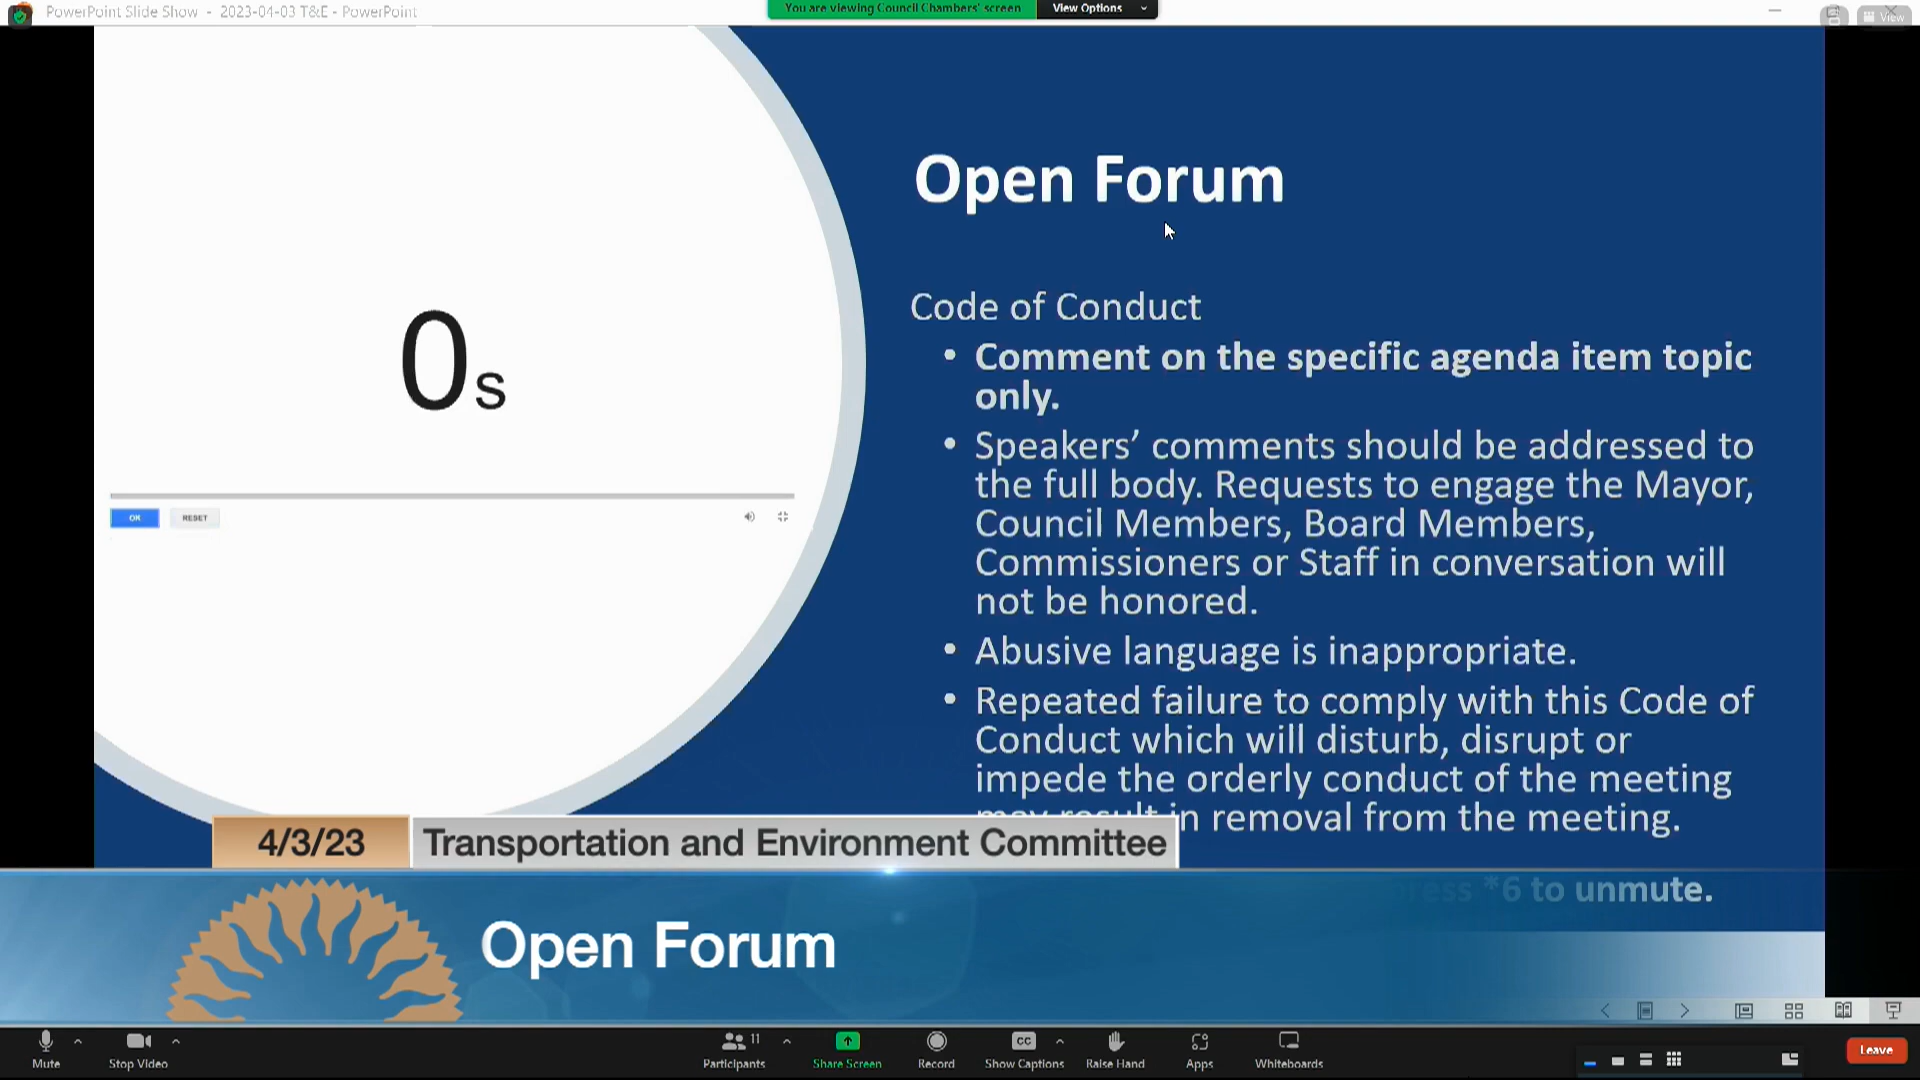 PowerPoint Slide Show - 2023-04-03 T&E - PowerPoint
You are viewing Council Chambers' screen
View Options
View
Open Forum
0s
Code of Conduct
• Comment on the specific agenda item topic
only.
• Speakers’ comments should be addressed to
the full body. Requests to engage the Mayor,
Council Members, Board Members,
Commissioners or Staff in conversation will
not be honored.
OK
RESET
• Abusive language is inappropriate.
• Repeated failure to comply with this Code of
Conduct which will disturb, disrupt or
impede the orderly conduct of the meeting
may result in removal from the meeting.
4/3/23
Transportation and Environment Committee
press *6 to unmute.
Open Forum
Mute
Stop Video
Participants
11
Share Screen
Record
CC
Show Captions
Raise Hand
Apps
Whiteboards
Leave